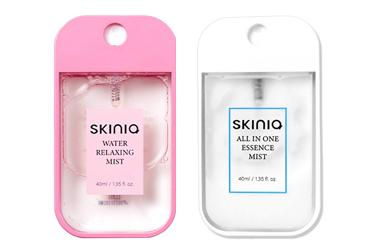 SKINIQ
WATER
RELAXING
MIST
40ml / 1.35 fl. oz
SKINIQ
ALL IN ONE
ESSENCE
MIST
40ml / 1.35 fl. oz